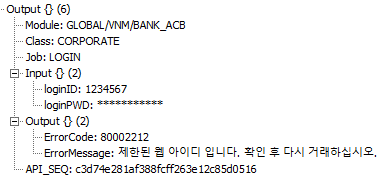 Output {} (6)
Module: GLOBAL/VNM/BANK_ACB
Class: CORPORATE
Job: LOGIN
Input {} (2)
loginID: 1234567
loginPWD: ***********
Output {} (2)
ErrorCode: 80002212
ErrorMessage: 제한된 웹 아이디 입니다. 확인 후 다시 거래하십시오.
API_SEQ: c3d74e281af388fcff263e12c85d0516